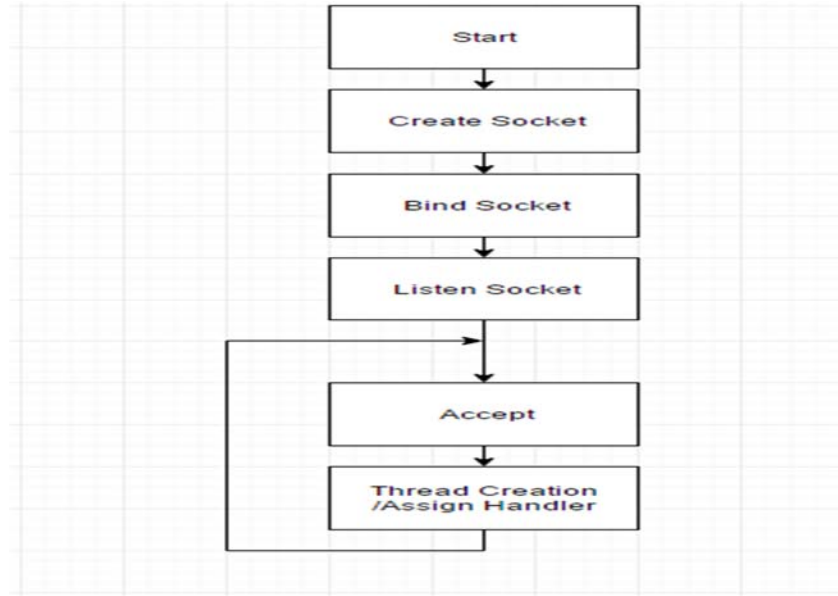 Start
Create Socket
Bind Socket
Listen Socket
Accept
Thread Creation
/Assign Handler